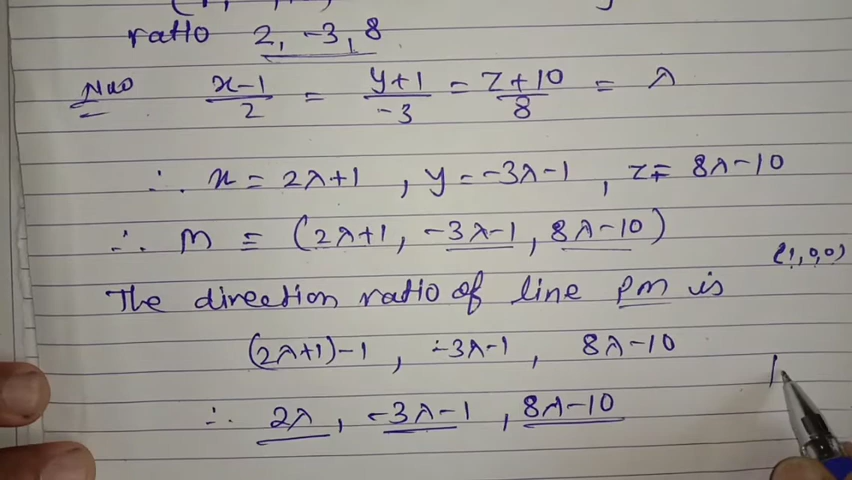 ratio 2, -3, 8
Now x-1/2 = y+1/-3 = z+10/8 = λ
∴ x = 2λ+1 , y = -3λ-1 , z = 8λ-10
∴ M ≡ (2λ+1, -3λ-1, 8λ-10)
(1,0,0)
The direction ratio of line PM is
(2λ+1)-1 , -3λ-1 , 8λ-10
∴ 2λ , -3λ-1 , 8λ-10